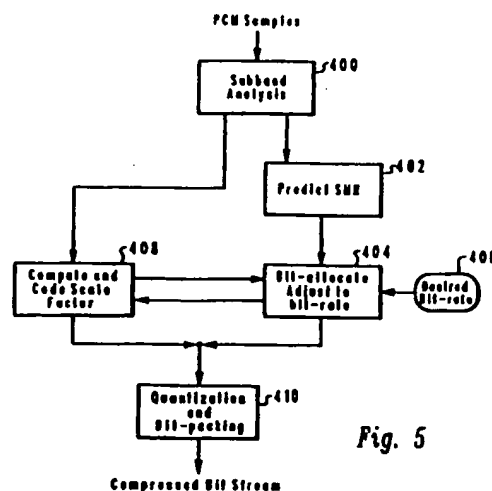 PCM Samples
400
Subband
Analysis
402
Predict SMR
408
Compute and
Code Scale
Factor
404
Bit-allocate
Adjust to
bit-rate
Desired
Bit-rate
410
Quantization
and
Bit-packing
Fig. 5
Compressed Bit Stream